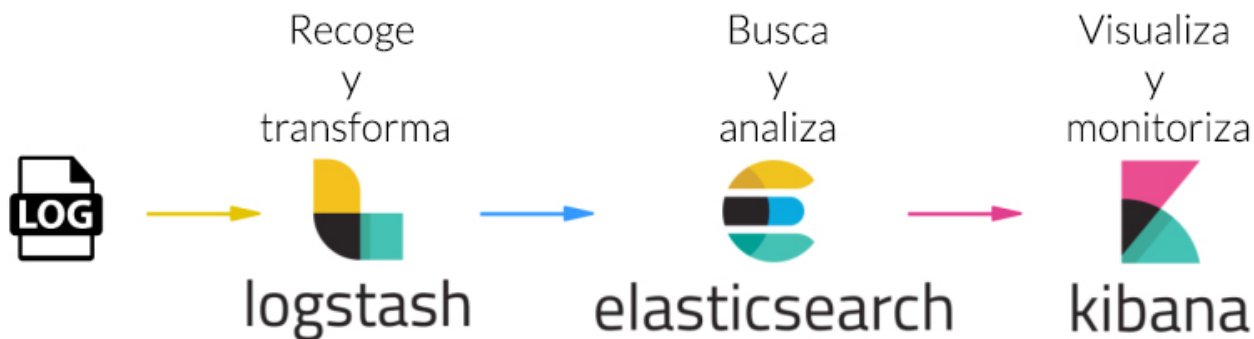 Recoge
y
transforma
Busca
y
analiza
Visualiza
y
monitoriza
LOG
logstash
elasticsearch
kibana